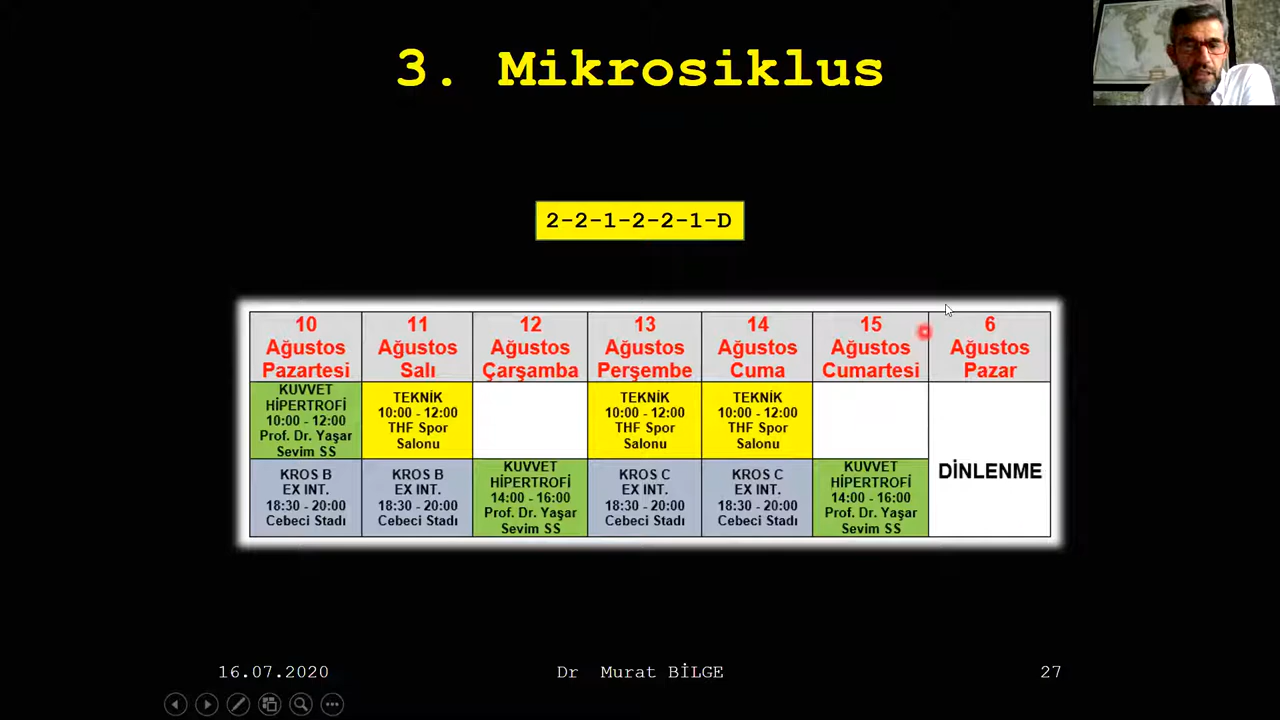 3. Mikrosiklus
2-2-1-2-2-1-D
10
Ağustos
Pazartesi
11
Ağustos
Salı
12
Ağustos
Çarşamba
13
Ağustos
Perşembe
14
Ağustos
Cuma
15
Ağustos
Cumartesi
6
Ağustos
Pazar
KUVVET
HİPERTROFİ
10:00 - 12:00
Prof. Dr. Yaşar
Sevim SS
TEKNİK
10:00 - 12:00
THF Spor
Salonu
TEKNİK
10:00 - 12:00
THF Spor
Salonu
TEKNİK
10:00 - 12:00
THF Spor
Salonu
DİNLENME
KROS B
EX INT.
18:30 - 20:00
Cebeci Stadı
KROS B
EX INT.
18:30 - 20:00
Cebeci Stadı
KUVVET
HİPERTROFİ
14:00 - 16:00
Prof. Dr. Yaşar
Sevim SS
KROS C
EX INT.
18:30 - 20:00
Cebeci Stadı
KROS C
EX INT.
18:30 - 20:00
Cebeci Stadı
KUVVET
HİPERTROFİ
14:00 - 16:00
Prof. Dr. Yaşar
Sevim SS
16.07.2020
Dr Murat BİLGE
27